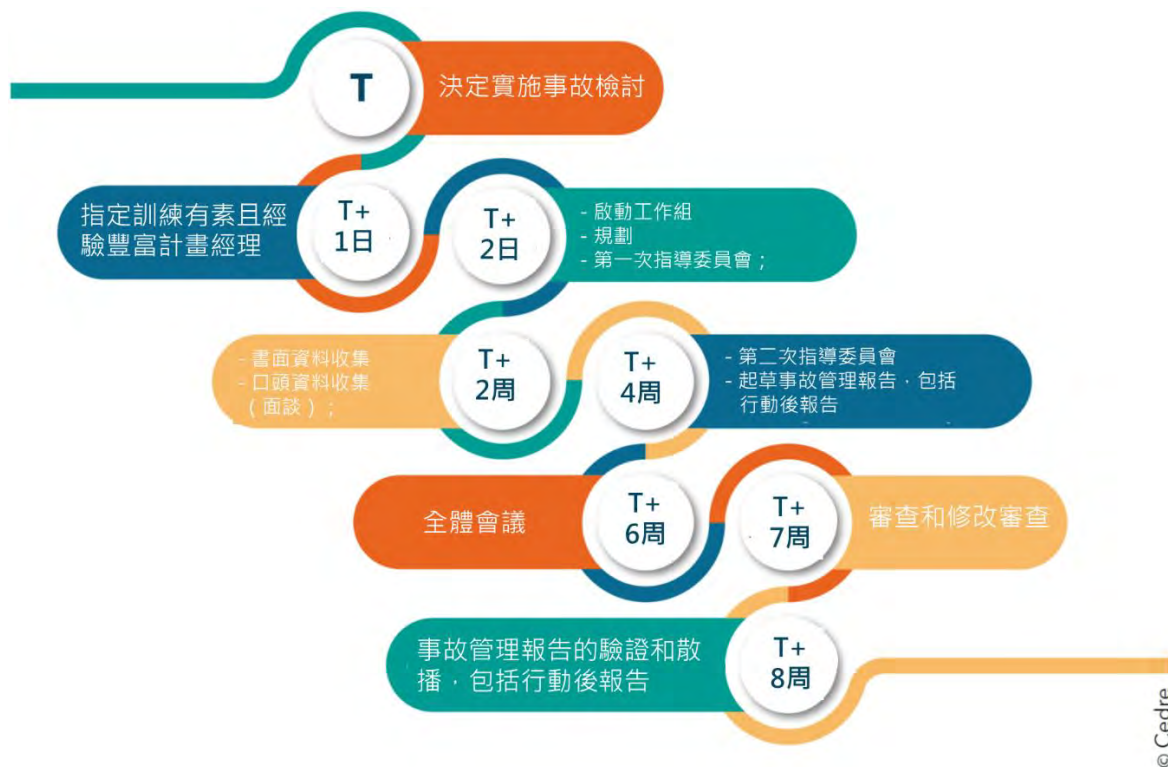 T
決定實施事故檢討
指定訓練有素且經
驗豐富計畫經理
T+
1日
T+
2日
- 啟動工作組
- 規劃
- 第一次指導委員會；
- 書面資料收集
- 口頭資料收集
（面談）；
T+
2周
T+
4周
- 第二次指導委員會
- 起草事故管理報告，包括
行動後報告
全體會議
T+
6周
T+
7周
審查和修改審查
事故管理報告的驗證和散
播，包括行動後報告
T+
8周
© Cedre